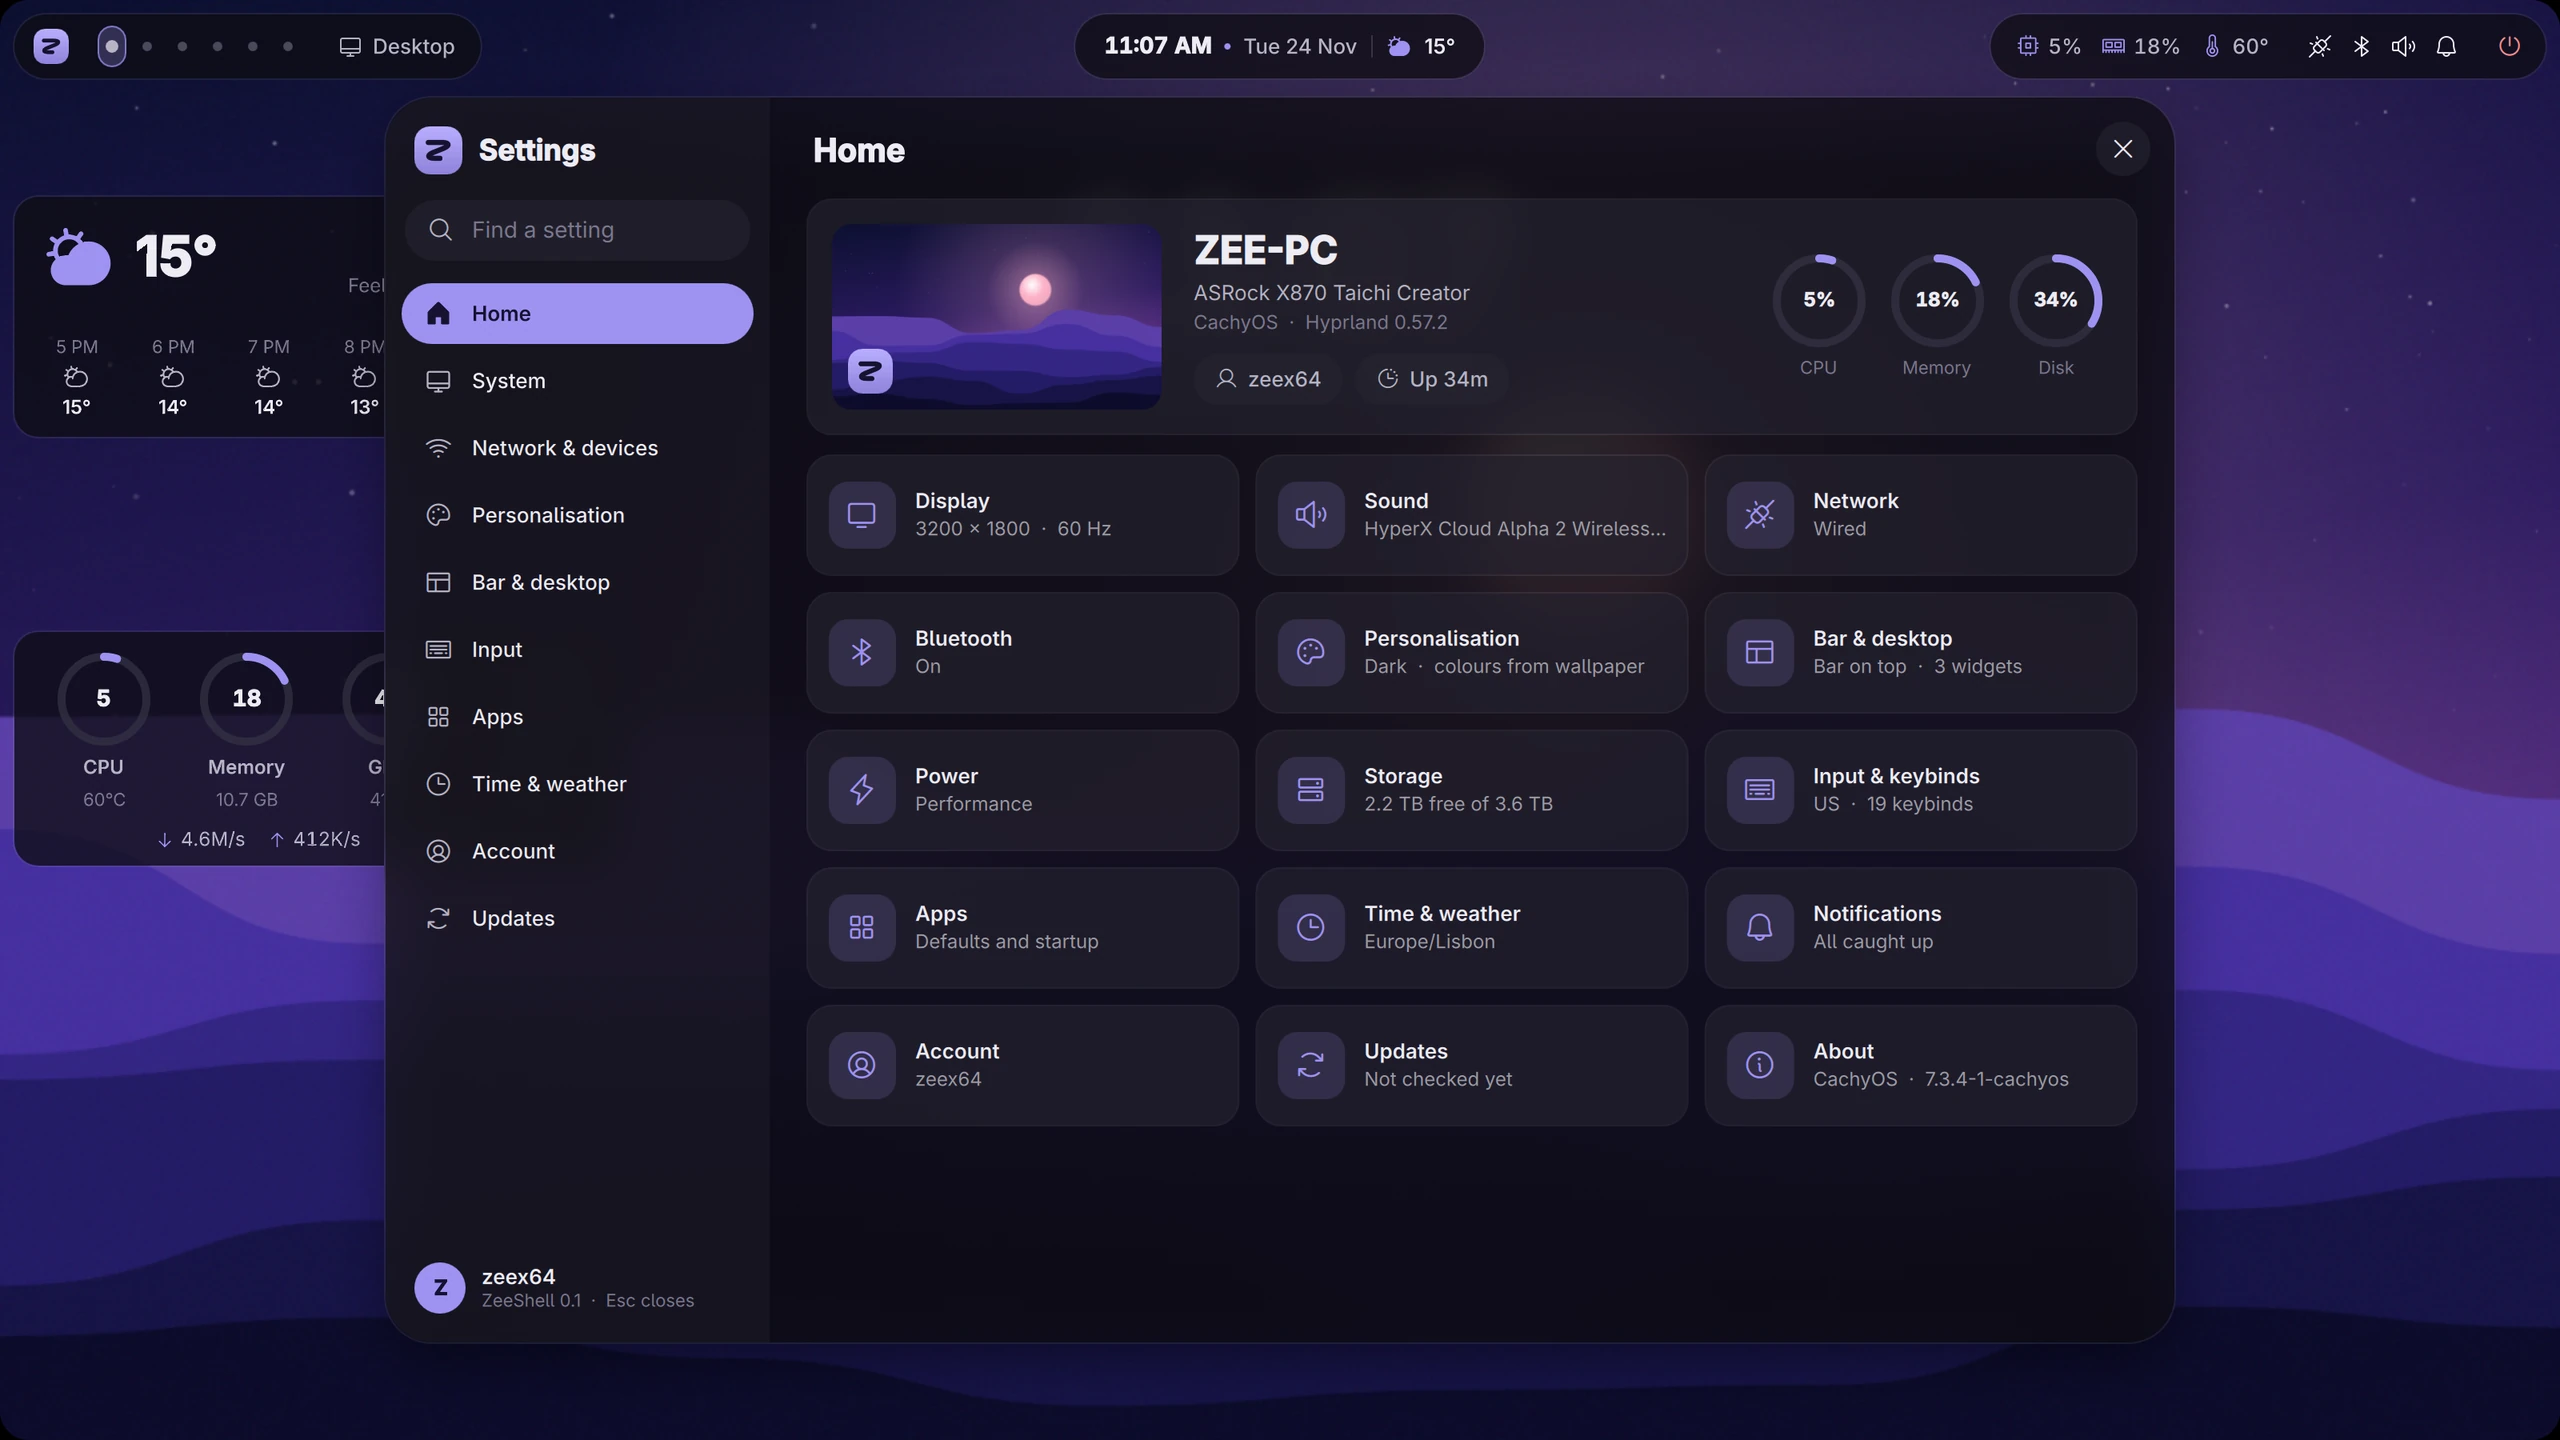 Desktop
11:07 AM • Tue 24 Nov 15°
5% 18% 60°
15°
Feel
5 PM 6 PM 7 PM 8 PM
15° 14° 14° 13°
5 18
CPU Memory
60°C 10.7 GB
4.6M/s 412K/s
Settings
Find a setting
Home
System
Network & devices
Personalisation
Bar & desktop
Input
Apps
Time & weather
Account
Updates
Z
zeex64
ZeeShell 0.1 · Esc closes
Home
ZEE-PC
ASRock X870 Taichi Creator
CachyOS · Hyprland 0.57.2
zeex64 Up 34m
5% 18% 34%
CPU Memory Disk
Display
3200 × 1800 · 60 Hz
Sound
HyperX Cloud Alpha 2 Wireless...
Network
Wired
Bluetooth
On
Personalisation
Dark · colours from wallpaper
Bar & desktop
Bar on top · 3 widgets
Power
Performance
Storage
2.2 TB free of 3.6 TB
Input & keybinds
US · 19 keybinds
Apps
Defaults and startup
Time & weather
Europe/Lisbon
Notifications
All caught up
Account
zeex64
Updates
Not checked yet
About
CachyOS · 7.3.4-1-cachyos